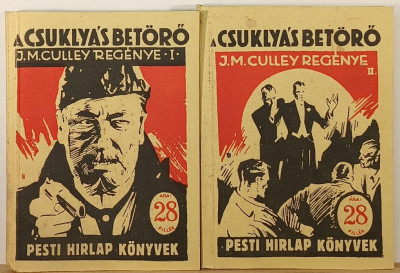 A CSUKLYÁS BETÖRŐ
J.M. CULLEY REGÉNYE · I ·
ÁRA:
28
FILLÉR
PESTI HIRLAP KÖNYVEK
A CSUKLYÁS BETÖRŐ
J.M. CULLEY REGÉNYE
II.
ÁRA:
28
FILLÉR
PESTI HIRLAP KÖNYVEK